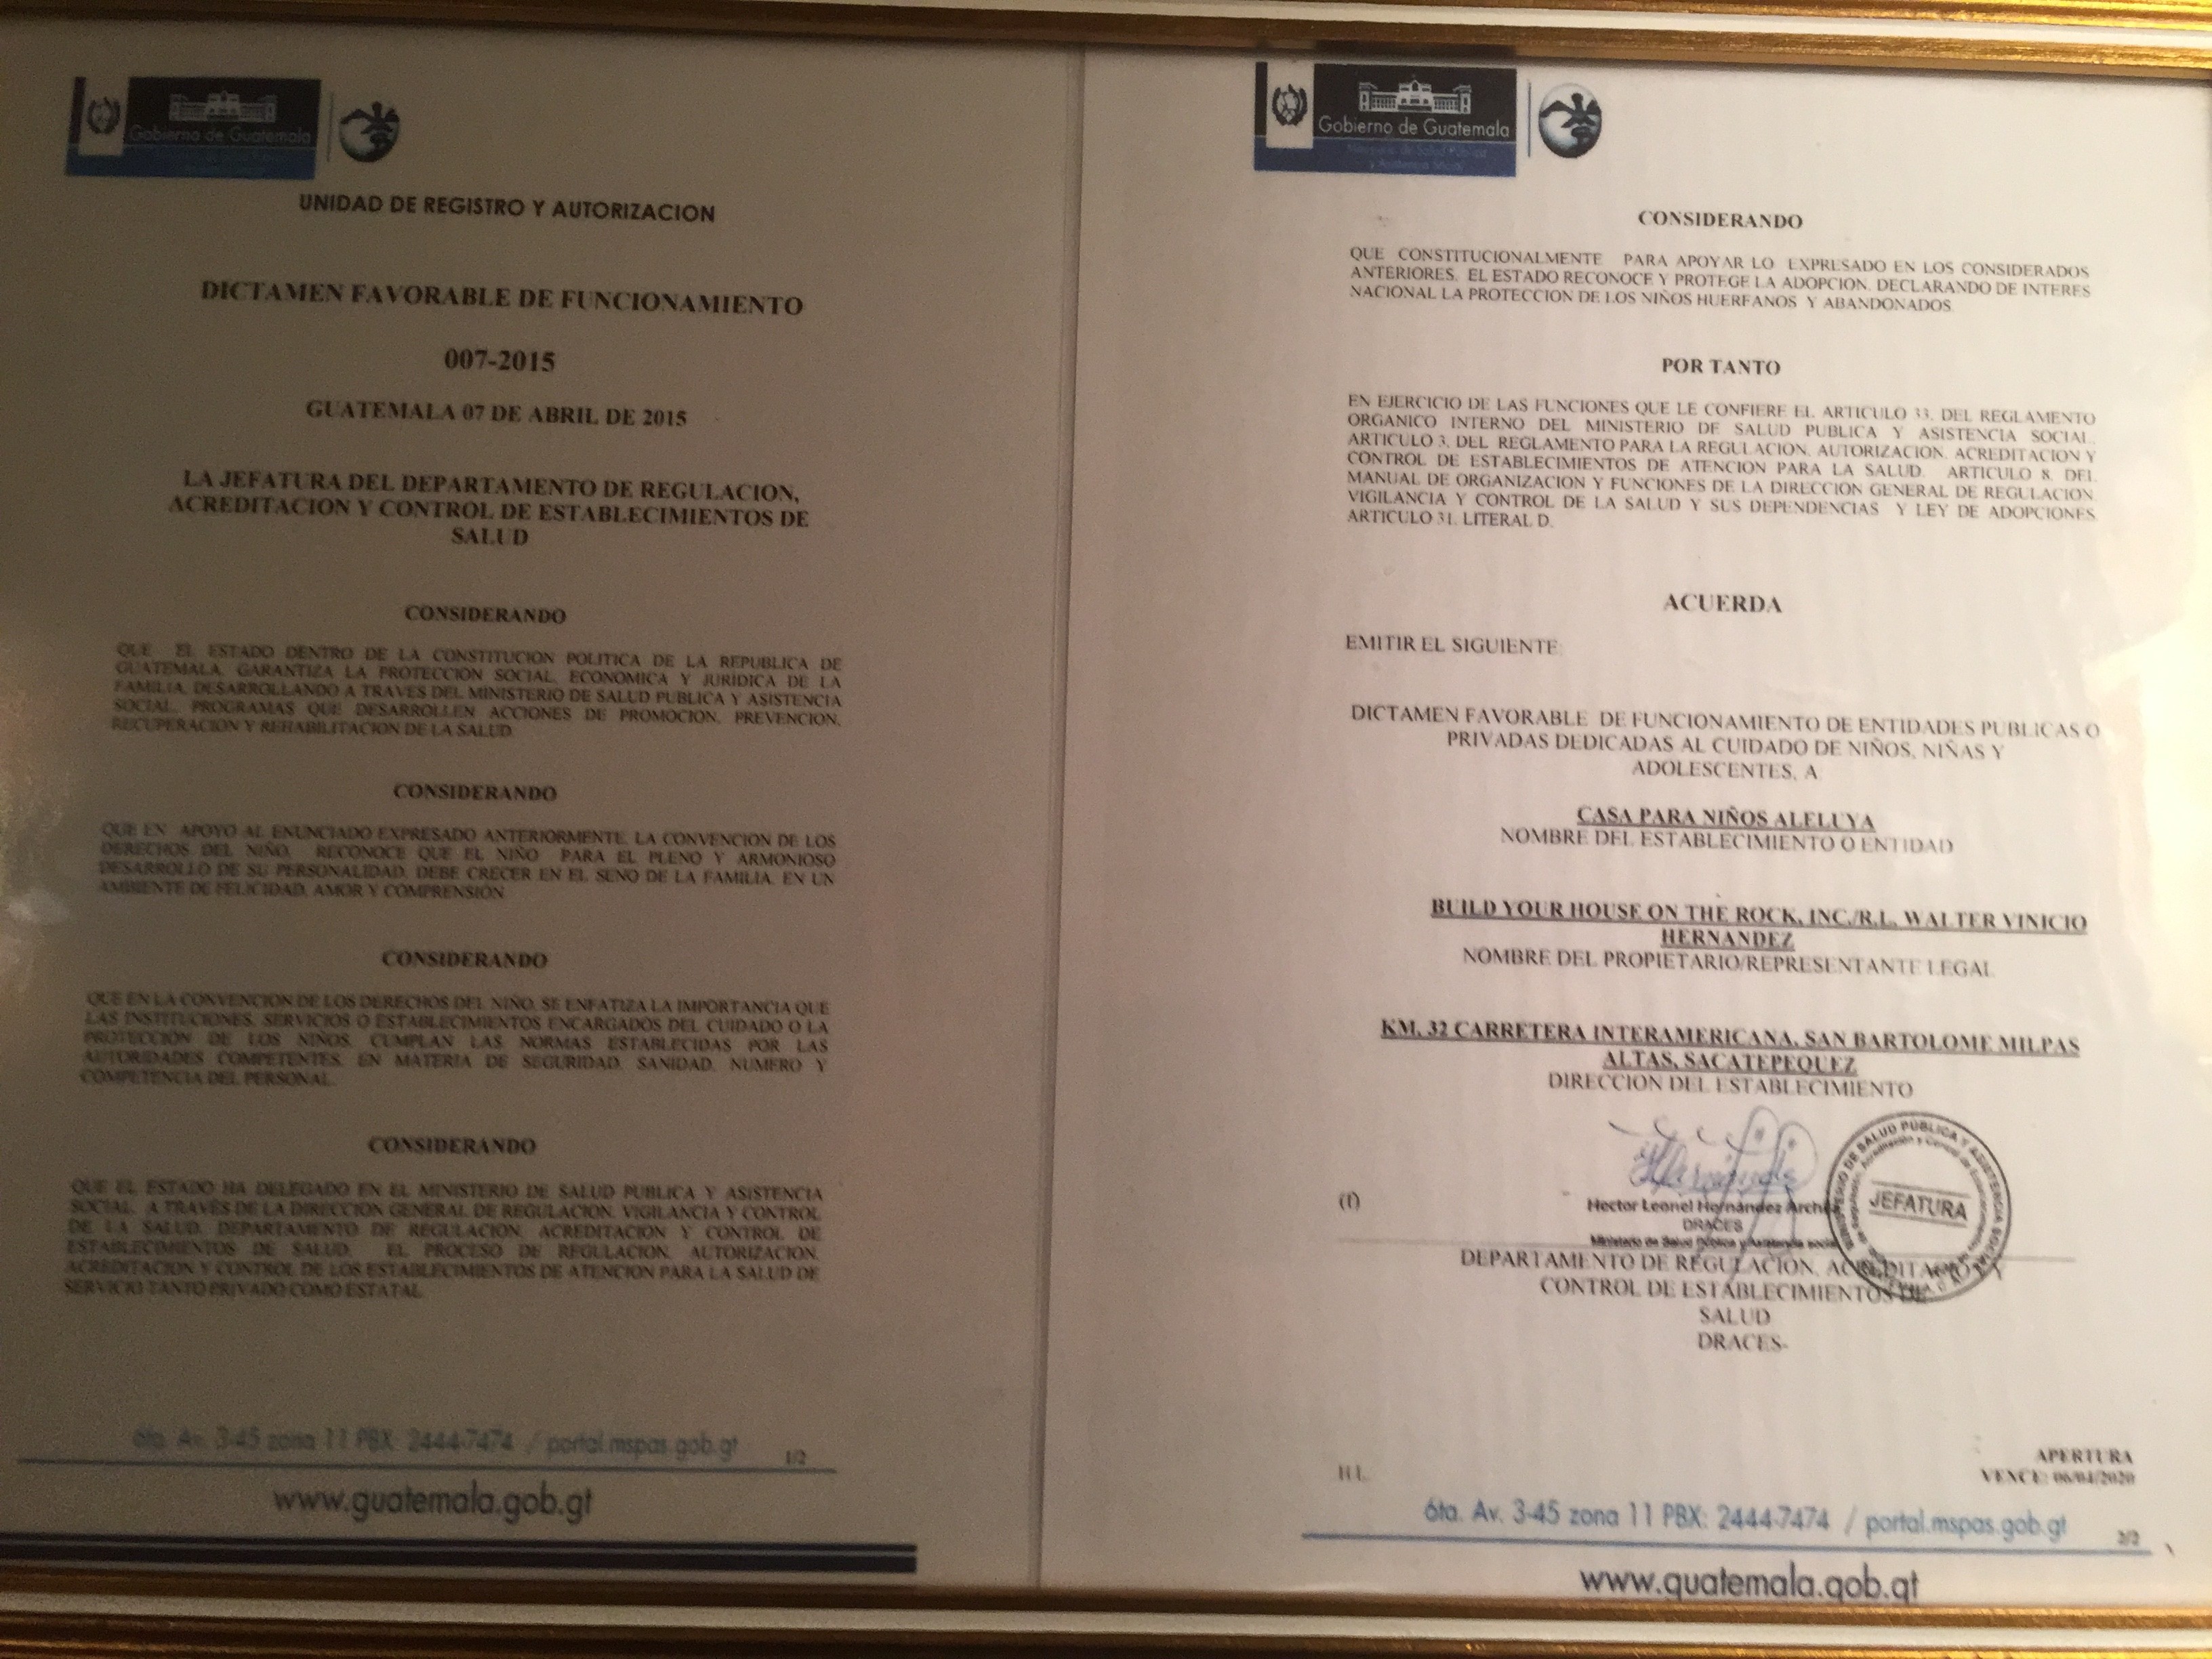 Gobierno de Guatemala
UNIDAD DE REGISTRO Y AUTORIZACION
DICTAMEN FAVORABLE DE FUNCIONAMIENTO
007-2015
GUATEMALA 07 DE ABRIL DE 2015
LA JEFATURA DEL DEPARTAMENTO DE REGULACION,
ACREDITACION Y CONTROL DE ESTABLECIMIENTOS DE
SALUD
CONSIDERANDO
QUE EL ESTADO DENTRO DE LA CONSTITUCION POLITICA DE LA REPUBLICA DE
GUATEMALA, GARANTIZA LA PROTECCION SOCIAL, ECONOMICA Y JURÍDICA DE LA
FAMILIA, DESARROLLANDO A TRAVES DEL MINISTERIO DE SALUD PUBLICA Y ASISTENCIA
SOCIAL, PROGRAMAS QUE DESARROLLEN ACCIONES DE PROMOCION, PREVENCION,
RECUPERACION Y REHABILITACION DE LA SALUD
CONSIDERANDO
QUE EN APOYO AL ENUNCIADO EXPRESADO ANTERIORMENTE, LA CONVENCION DE LOS
DERECHOS DEL NIÑO, RECONOCE QUE EL NIÑO PARA EL PLENO Y ARMONIOSO
DESARROLLO DE SU PERSONALIDAD, DEBE CRECER EN EL SENO DE LA FAMILIA, EN UN
AMBIENTE DE FELICIDAD, AMOR Y COMPRENSIÓN
CONSIDERANDO
QUE EN LA CONVENCION DE LOS DERECHOS DEL NIÑO, SE ENFATIZA LA IMPORTANCIA QUE
LAS INSTITUCIONES, SERVICIOS O ESTABLECIMIENTOS ENCARGADOS DEL CUIDADO O LA
PROTECCIÓN DE LOS NIÑOS, CUMPLAN LAS NORMAS ESTABLECIDAS POR LAS
AUTORIDADES COMPETENTES, EN MATERIA DE SEGURIDAD, SANIDAD, NUMERO Y
COMPETENCIA DEL PERSONAL.
CONSIDERANDO
QUE EL ESTADO HA DELEGADO EN EL MINISTERIO DE SALUD PUBLICA Y ASISTENCIA
SOCIAL, A TRAVÉS DE LA DIRECCION GENERAL DE REGULACION, VIGILANCIA Y CONTROL
DE LA SALUD, DEPARTAMENTO DE REGULACION, ACREDITACION Y CONTROL DE
ESTABLECIMIENTOS DE SALUD, EL PROCESO DE REGULACION, AUTORIZACION,
ACREDITACION Y CONTROL DE LOS ESTABLECIMIENTOS DE ATENCION PARA LA SALUD DE
SERVICIO TANTO PRIVADO COMO ESTATAL.
6ta. Av. 3-45 zona 11 PBX: 2444-7474 / portal.mspas.gob.gt
1/2
www.guatemala.gob.gt
Gobierno de Guatemala
Ministerio de Salud Pública
y Asistencia Social
CONSIDERANDO
QUE CONSTITUCIONALMENTE PARA APOYAR LO EXPRESADO EN LOS CONSIDERADOS
ANTERIORES, EL ESTADO RECONOCE Y PROTEGE LA ADOPCION, DECLARANDO DE INTERES
NACIONAL LA PROTECCION DE LOS NIÑOS HUERFANOS Y ABANDONADOS.
POR TANTO
EN EJERCICIO DE LAS FUNCIONES QUE LE CONFIERE EL ARTICULO 33, DEL REGLAMENTO
ORGANICO INTERNO DEL MINISTERIO DE SALUD PUBLICA Y ASISTENCIA SOCIAL,
ARTICULO 3, DEL REGLAMENTO PARA LA REGULACION, AUTORIZACION, ACREDITACION Y
CONTROL DE ESTABLECIMIENTOS DE ATENCION PARA LA SALUD. ARTICULO 8, DEL
MANUAL DE ORGANIZACION Y FUNCIONES DE LA DIRECCION GENERAL DE REGULACION,
VIGILANCIA Y CONTROL DE LA SALUD Y SUS DEPENDENCIAS Y LEY DE ADOPCIONES
ARTICULO 31, LITERAL D.
ACUERDA
EMITIR EL SIGUIENTE
DICTAMEN FAVORABLE DE FUNCIONAMIENTO DE ENTIDADES PUBLICAS O
PRIVADAS DEDICADAS AL CUIDADO DE NIÑOS, NIÑAS Y
ADOLESCENTES, A:
CASA PARA NIÑOS ALELUYA
NOMBRE DEL ESTABLECIMIENTO O ENTIDAD
BUILD YOUR HOUSE ON THE ROCK, INC./R.L. WALTER VINICIO
HERNANDEZ
NOMBRE DEL PROPIETARIO/REPRESENTANTE LEGAL
KM. 32 CARRETERA INTERAMERICANA, SAN BARTOLOME MILPAS
ALTAS, SACATEPEQUEZ
DIRECCION DEL ESTABLECIMIENTO
(f)
Hector Leonel Hernández Archila
DRACES
Ministerio de Salud Pública y Asistencia social
JEFATURA
DEPARTAMENTO DE REGULACION, ACREDITACION Y
CONTROL DE ESTABLECIMIENTOS DE
SALUD
DRACES-
APERTURA
VENCE: 06/04/2020
6ta. Av. 3-45 zona 11 PBX: 2444-7474 / portal.mspas.gob.gt
2/2
www.guatemala.gob.gt